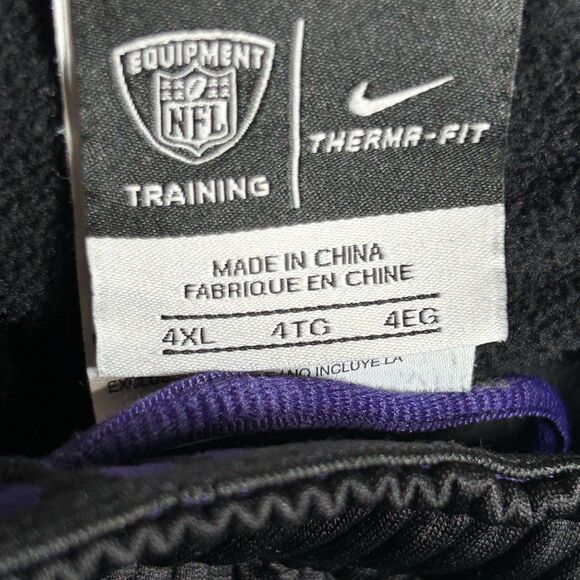 EQUIPMENT
NFL
TRAINING
THERMA-FIT
MADE IN CHINA
FABRIQUE EN CHINE
4XL 4TG 4EG
INCLUYE LA